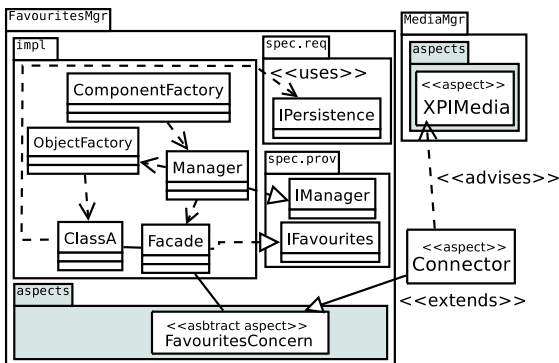 FavouritesMgr
impl
ComponentFactory
ObjectFactory
Manager
ClassA
Facade
spec.req
<<uses>>
IPersistence
spec.prov
IManager
IFavourites
aspects
<<asbtract aspect>>
FavouritesConcern
MediaMgr
aspects
<<aspect>>
XPIMedia
<<advises>>
<<aspect>>
Connector
<<extends>>